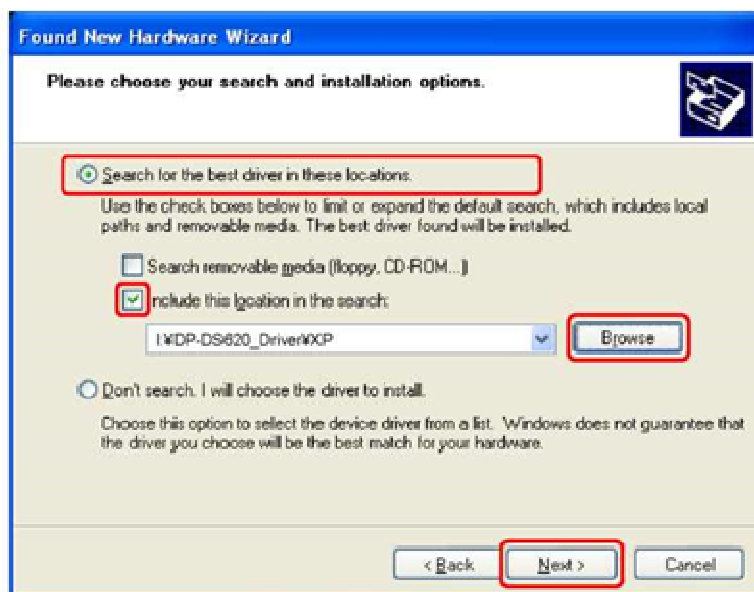 Found New Hardware Wizard
Please choose your search and installation options.
Search for the best driver in these locations.
Use the check boxes below to limit or expand the default search, which includes local
paths and removable media. The best driver found will be installed.
Search removable media (floppy, CD-ROM...)
Include this location in the search:
I:¥DP-DSi620_Driver¥XP
Browse
Don't search. I will choose the driver to install.
Choose this option to select the device driver from a list. Windows does not guarantee that
the driver you choose will be the best match for your hardware.
< Back
Next >
Cancel